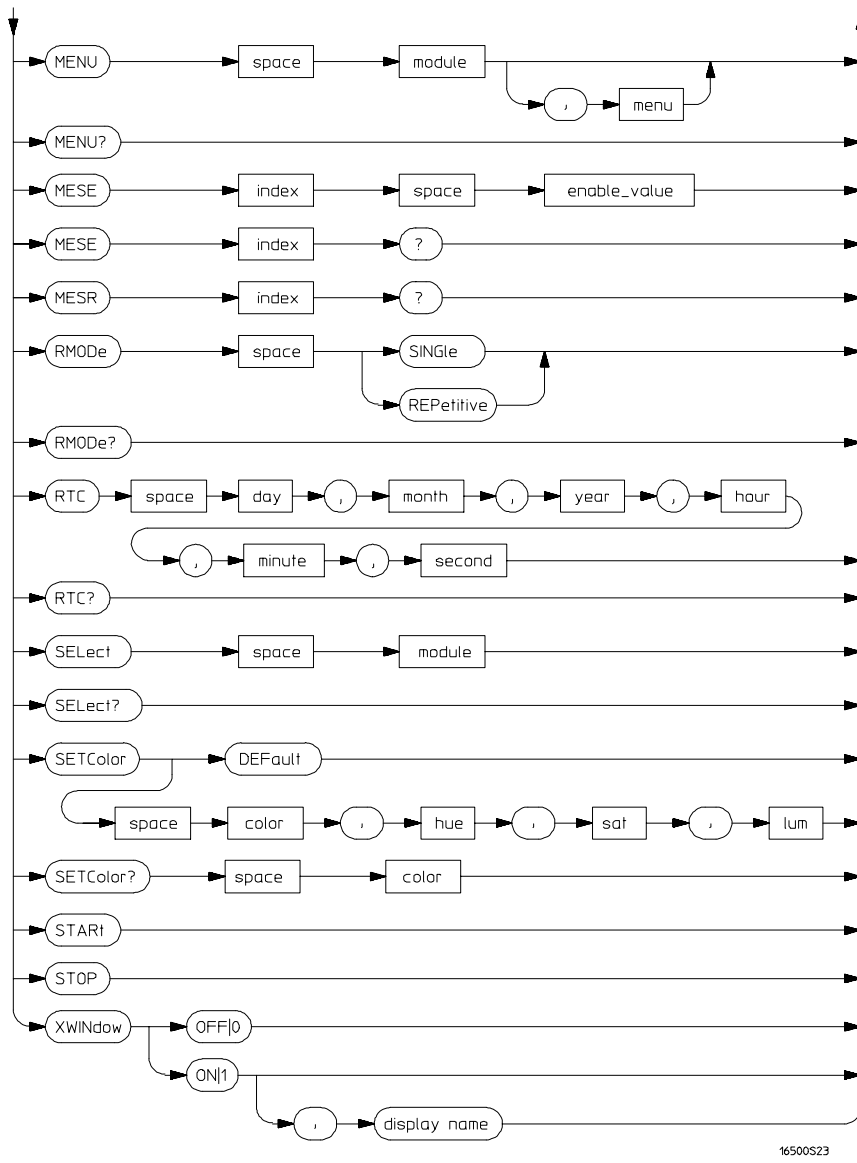 MENU space module
, menu
MENU?
MESE index space enable_value
MESE index ?
MESR index ?
RMODe space SINGle
REPetitive
RMODe?
RTC space day , month , year , hour
, minute , second
RTC?
SELect space module
SELect?
SETColor DEFault
space color , hue , sat , lum
SETColor? space color
STARt
STOP
XWINdow OFF|0
ON|1
, display name
16500S23